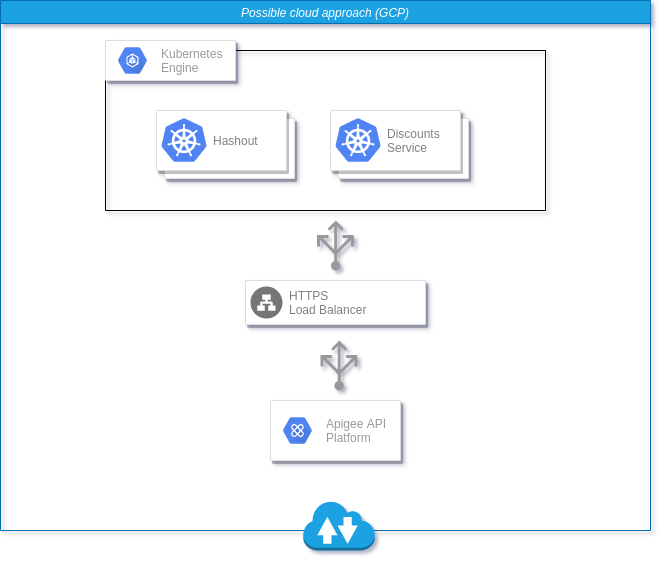 Possible cloud approach (GCP)
Kubernetes
Engine
Hashout
Discounts
Service
HTTPS
Load Balancer
Apigee API
Platform